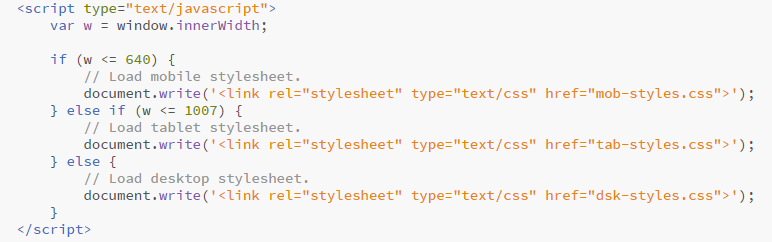 <script type="text/javascript">
    var w = window.innerWidth;

    if (w <= 640) {
        // Load mobile stylesheet.
        document.write('<link rel="stylesheet" type="text/css" href="mob-styles.css">');
    } else if (w <= 1007) {
        // Load tablet stylesheet.
        document.write('<link rel="stylesheet" type="text/css" href="tab-styles.css">');
    } else {
        // Load desktop stylesheet.
        document.write('<link rel="stylesheet" type="text/css" href="dsk-styles.css">');
    }
</script>